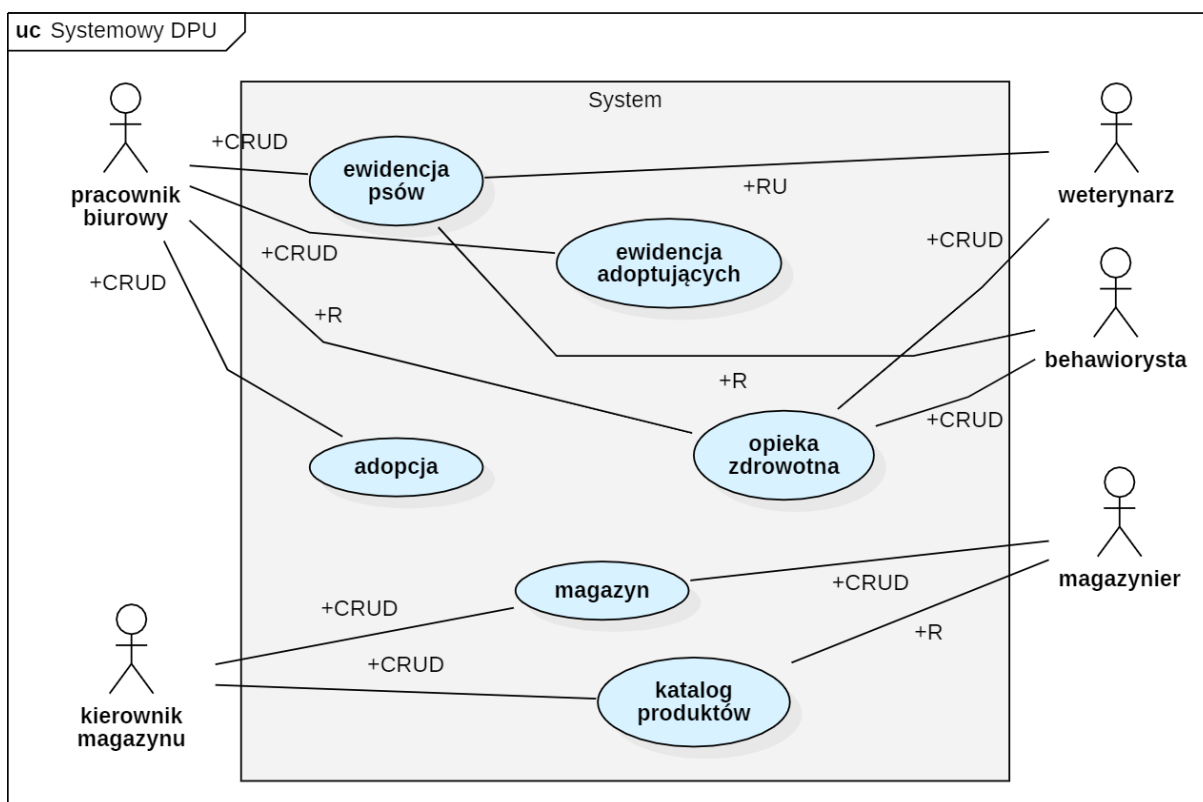 uc Systemowy DPU
System
+CRUD
ewidencja
psów
+RU
pracownik
biurowy
weterynarz
+CRUD
ewidencja
adoptujących
+CRUD
+CRUD
+R
behawiorysta
+R
+CRUD
adopcja
opieka
zdrowotna
magazyn
+CRUD
magazynier
+CRUD
+R
+CRUD
kierownik
magazynu
katalog
produktów